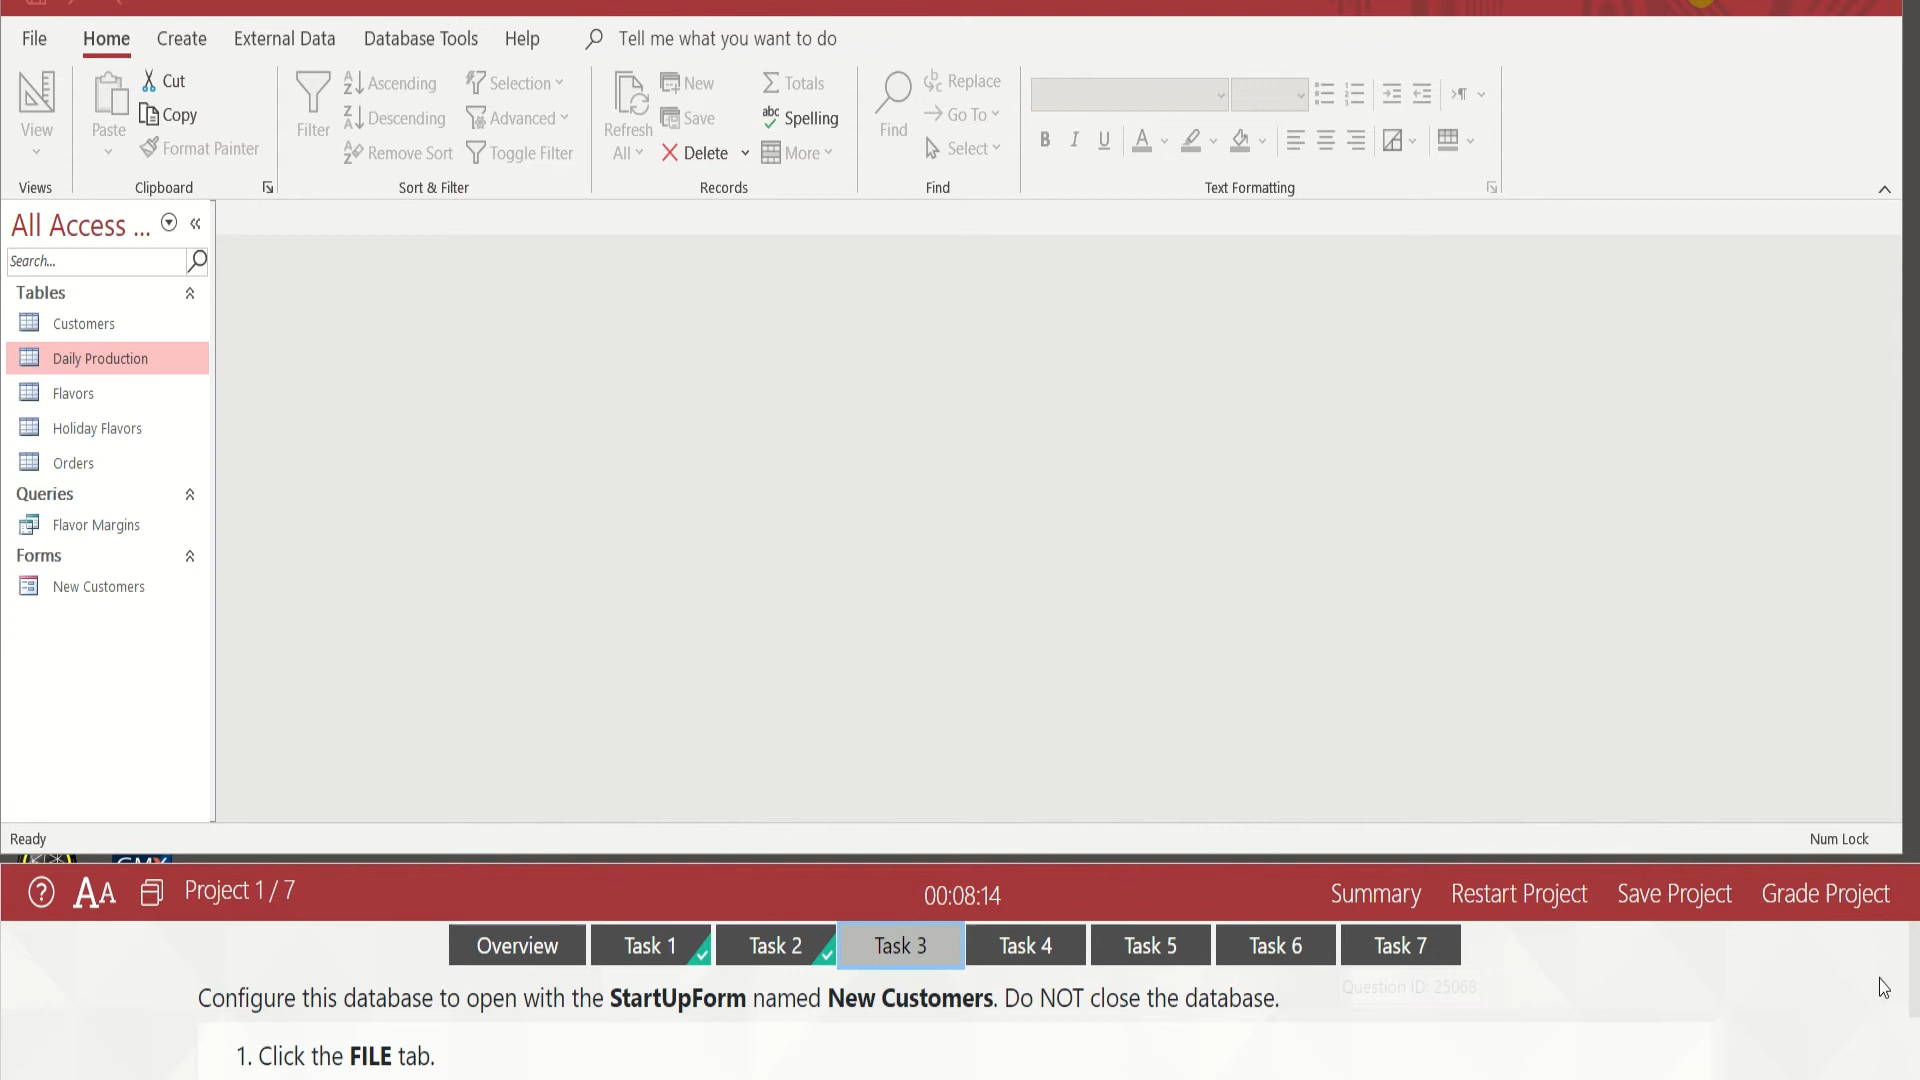 File Home Create External Data Database Tools Help Tell me what you want to do
View Paste Cut Copy Format Painter
Filter Ascending Descending Remove Sort Selection Advanced Toggle Filter
Refresh All New Save Delete Totals Spelling More
Find Replace Go To Select
B I U A
Views Clipboard Sort & Filter Records Find Text Formatting
All Access ...
Search...
Tables
Customers
Daily Production
Flavors
Holiday Flavors
Orders
Queries
Flavor Margins
Forms
New Customers
Ready Num Lock
Project 1 / 7 00:08:14 Summary Restart Project Save Project Grade Project
Overview Task 1 Task 2 Task 3 Task 4 Task 5 Task 6 Task 7
Question ID: 25068
Configure this database to open with the StartUpForm named New Customers. Do NOT close the database.
1. Click the FILE tab.